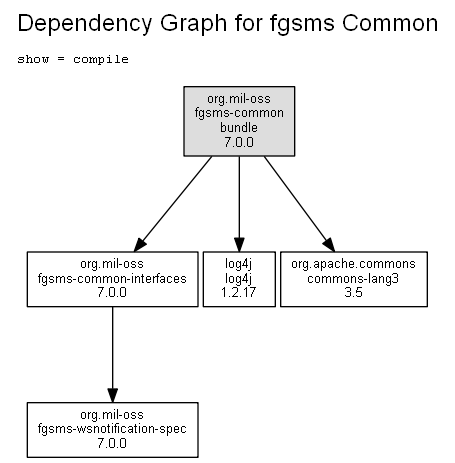 Dependency Graph for fgsms Common
show = compile
org.mil-oss
fgsms-common
bundle
7.0.0
org.mil-oss
fgsms-common-interfaces
7.0.0
log4j
log4j
1.2.17
org.apache.commons
commons-lang3
3.5
org.mil-oss
fgsms-wsnotification-spec
7.0.0